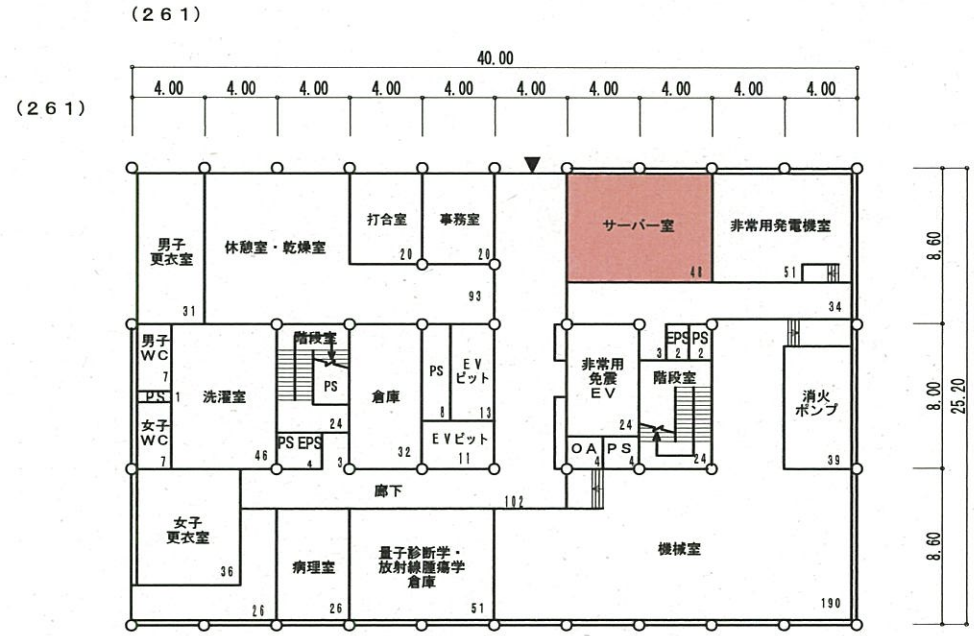 (261)
40.00
4.00 4.00 4.00 4.00 4.00 4.00 4.00 4.00 4.00 4.00
(261)
男子
更衣室
31
休憩室・乾燥室
93
打合室
20
事務室
20
サーバー室
48
非常用発電機室
51
34
8.60
男子
WC
7
PS
1
女子
WC
7
洗濯室
46
階段室
PS
24
PS EPS
4
3
倉庫
32
PS
8
EV
ピット
13
EVピット
11
非常用
免震
EV
24
OA
4
PS
4
3
EPS
2
PS
2
階段室
24
消火
ポンプ
39
8.00
25.20
廊下
102
女子
更衣室
36
26
病理室
26
量子診断学・
放射線腫瘍学
倉庫
51
機械室
190
8.60